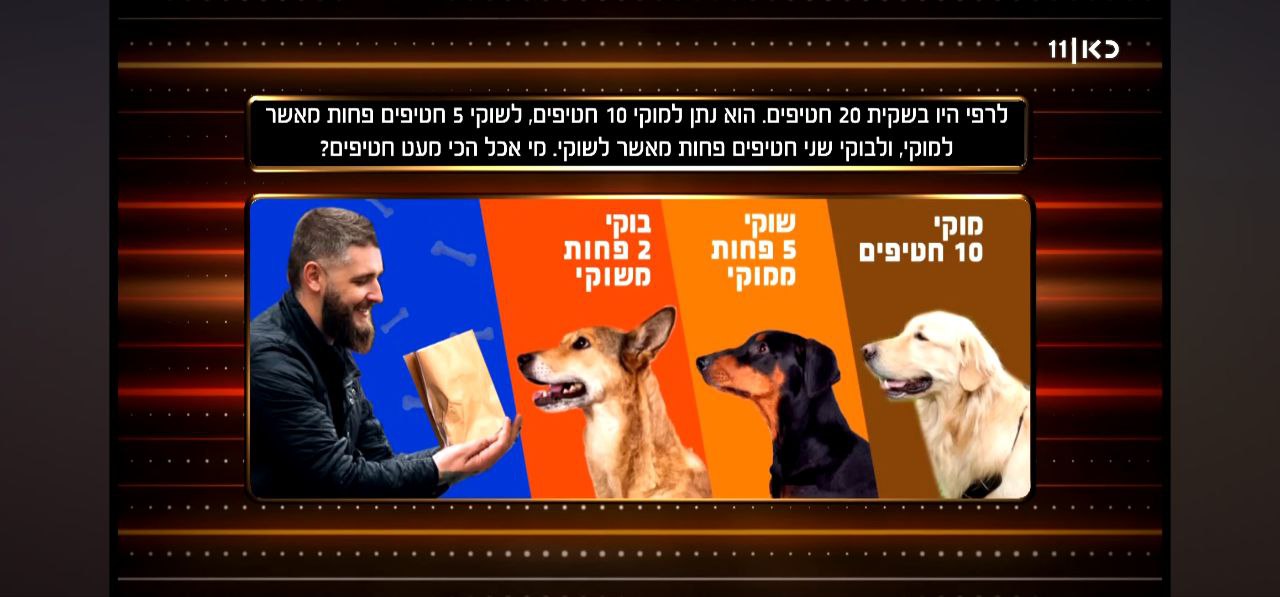 כאן|11
לרפי היו בשקית 20 חטיפים. הוא נתן למוקי 10 חטיפים, לשוקי 5 חטיפים פחות מאשר
למוקי, ולבוקי שני חטיפים פחות מאשר לשוקי. מי אכל הכי מעט חטיפים?
מוקי
10 חטיפים
שוקי
5 פחות
ממוקי
בוקי
2 פחות
משוקי